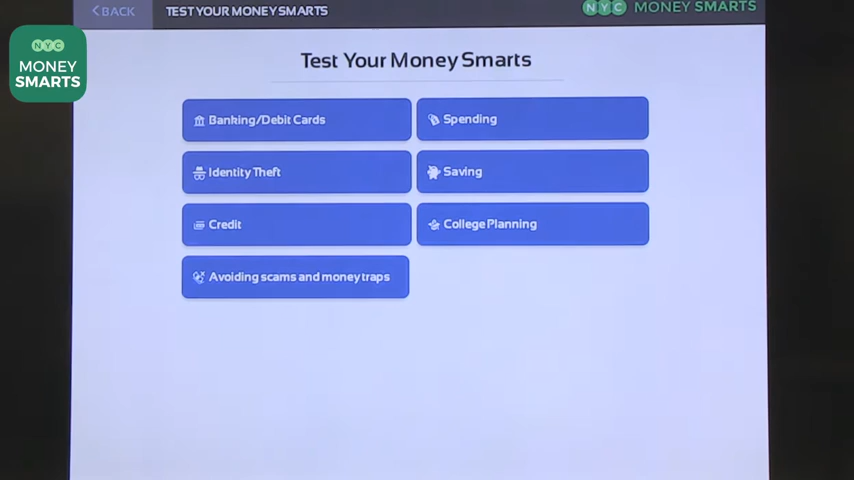 BACK
TEST YOUR MONEY SMARTS
NYC MONEY SMARTS
NYC
MONEY
SMARTS
Test Your Money Smarts
Banking/Debit Cards
Spending
Identity Theft
Saving
Credit
College Planning
Avoiding scams and money traps